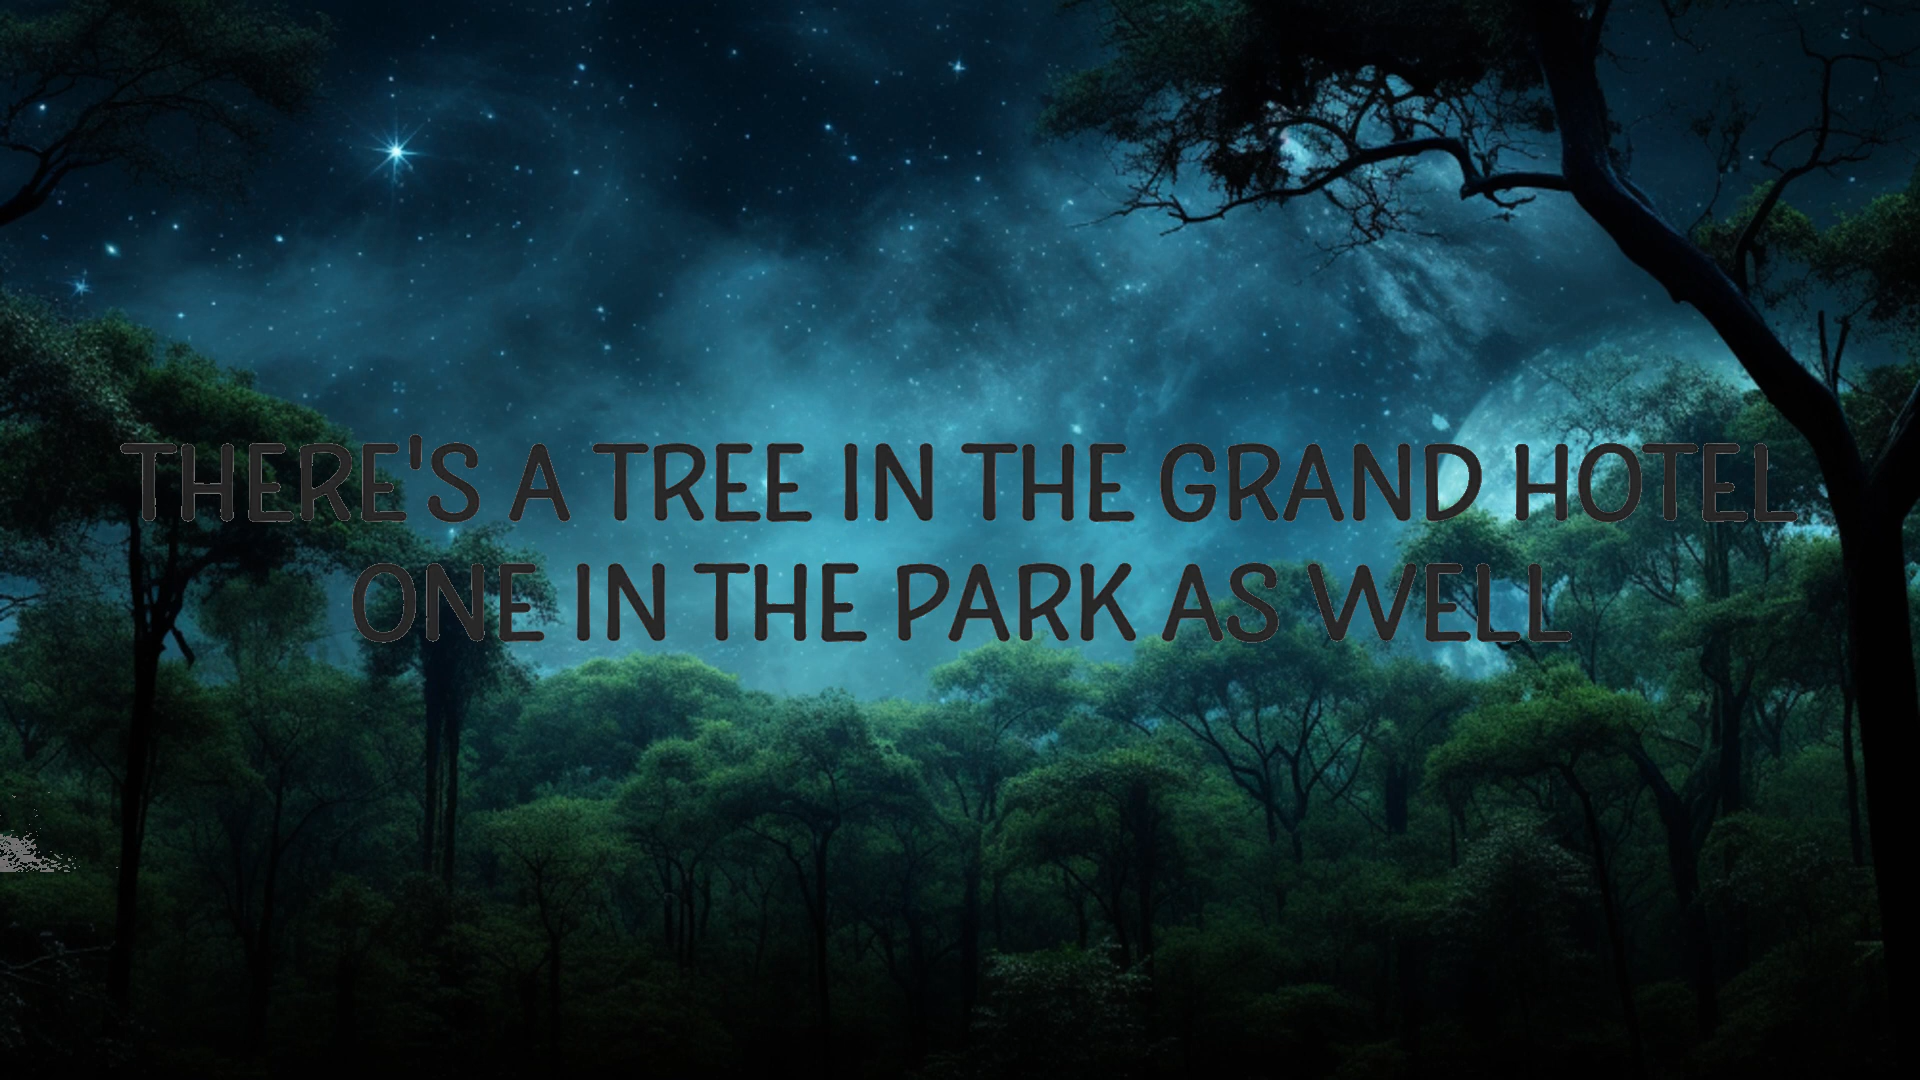 THERE'S A TREE IN THE GRAND HOTEL
ONE IN THE PARK AS WELL